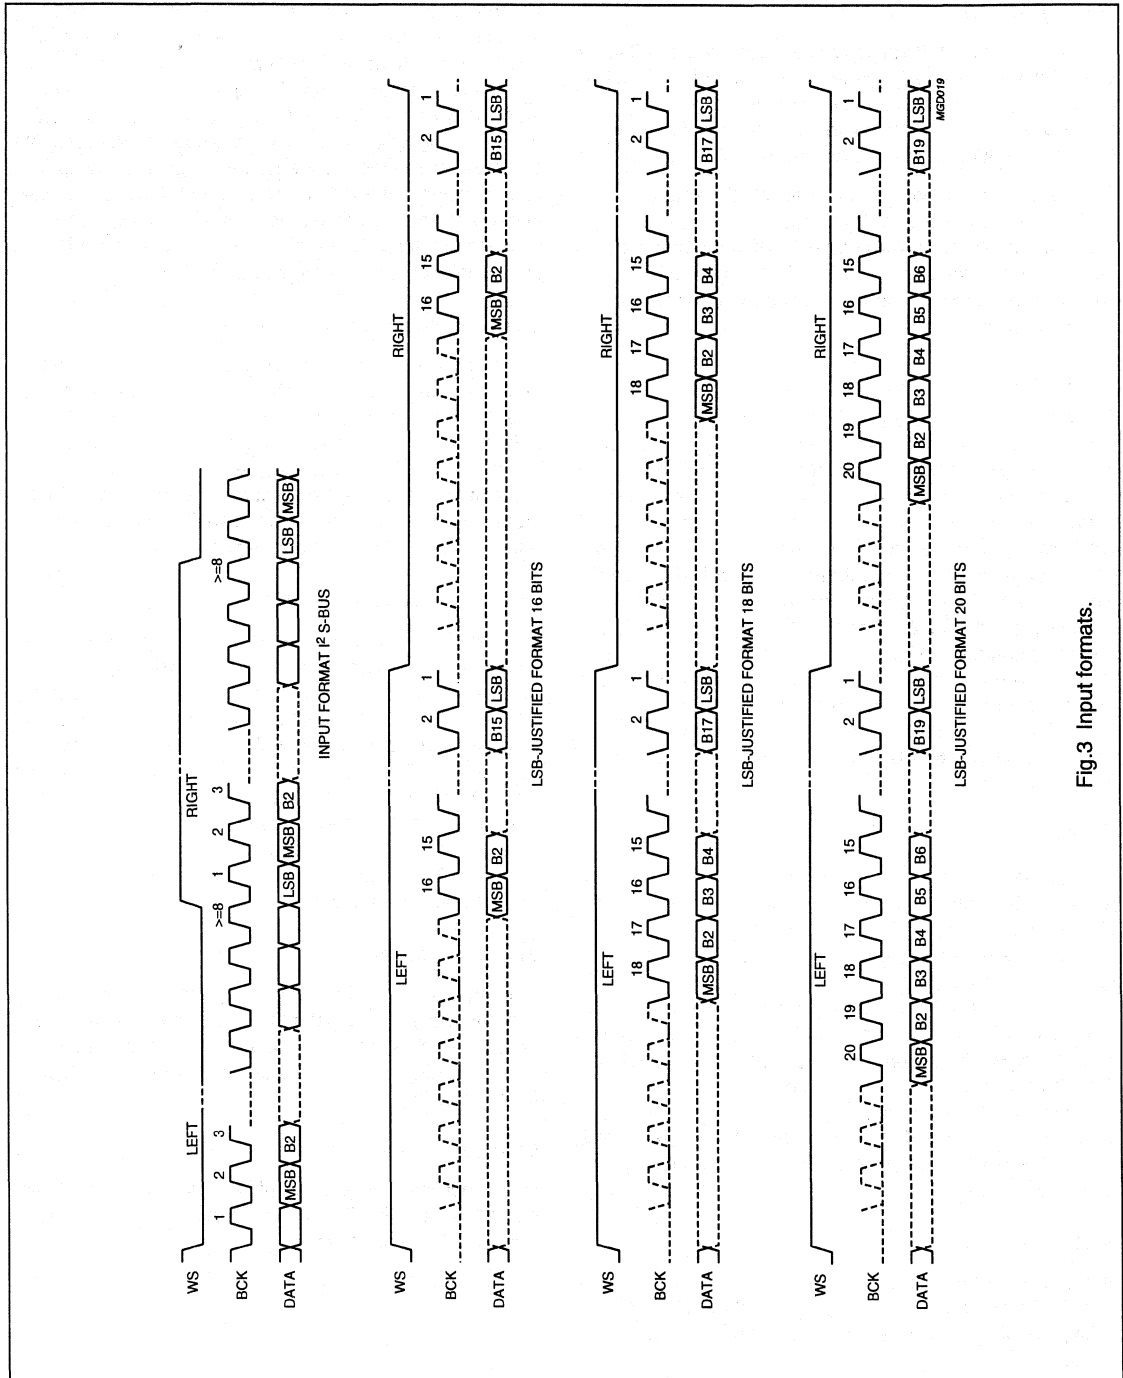 WS LEFT RIGHT
BCK 1 2 3 >=8 1 2 3 >=8
DATA MSB B2 LSB MSB B2 LSB MSB
INPUT FORMAT I² S-BUS
WS LEFT RIGHT
BCK 16 15 2 1 16 15 2 1
DATA MSB B2 B15 LSB MSB B2 B15 LSB
LSB-JUSTIFIED FORMAT 16 BITS
WS LEFT RIGHT
BCK 18 17 16 15 2 1 18 17 16 15 2 1
DATA MSB B2 B3 B4 B17 LSB MSB B2 B3 B4 B17 LSB
LSB-JUSTIFIED FORMAT 18 BITS
WS LEFT RIGHT
BCK 20 19 18 17 16 15 2 1 20 19 18 17 16 15 2 1
DATA MSB B2 B3 B4 B5 B6 B19 LSB MSB B2 B3 B4 B5 B6 B19 LSB
MGD019
LSB-JUSTIFIED FORMAT 20 BITS
Fig.3 Input formats.